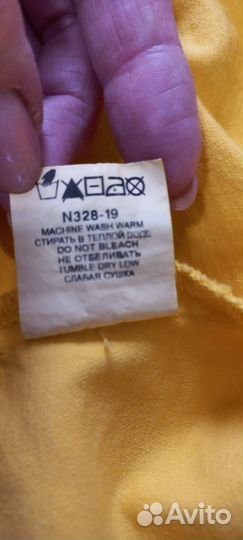 N328-19
MACHINE WASH WARM
СТИРАТЬ В ТЕПЛОЙ ВОДЕ
DO NOT BLEACH
НЕ ОТБЕЛИВАТЬ
TUMBLE DRY LOW
СЛАБАЯ СУШКА
Avito